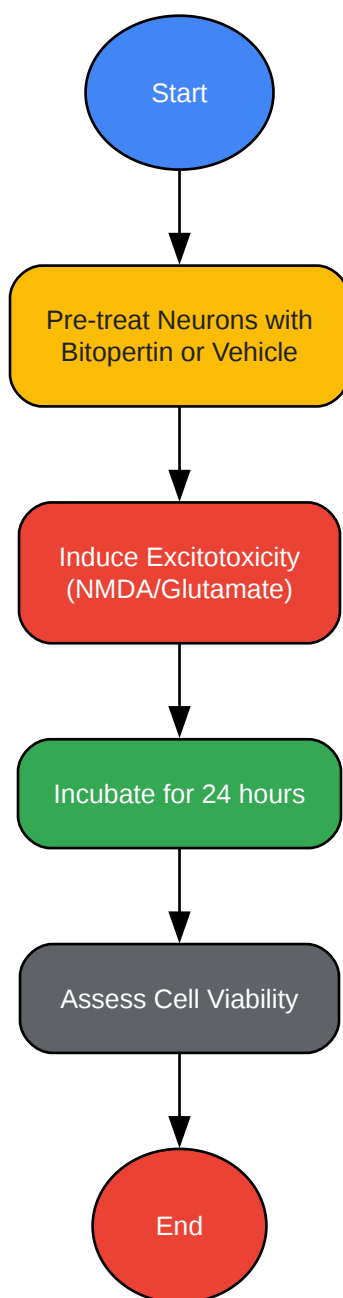 Start
Pre-treat Neurons with
Bitopertin or Vehicle
Induce Excitotoxicity
(NMDA/Glutamate)
Incubate for 24 hours
Assess Cell Viability
End